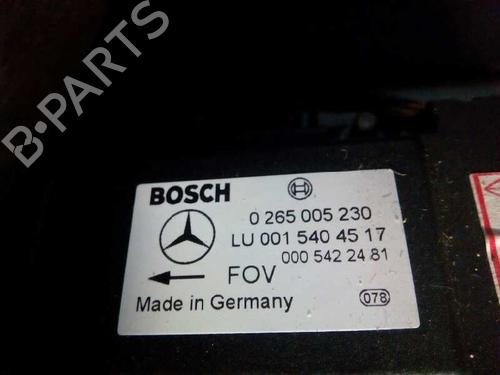 B-PARTS
BOSCH
0 265 005 230
LU 001 540 45 17
000 542 24 81
FOV
Made in Germany
078